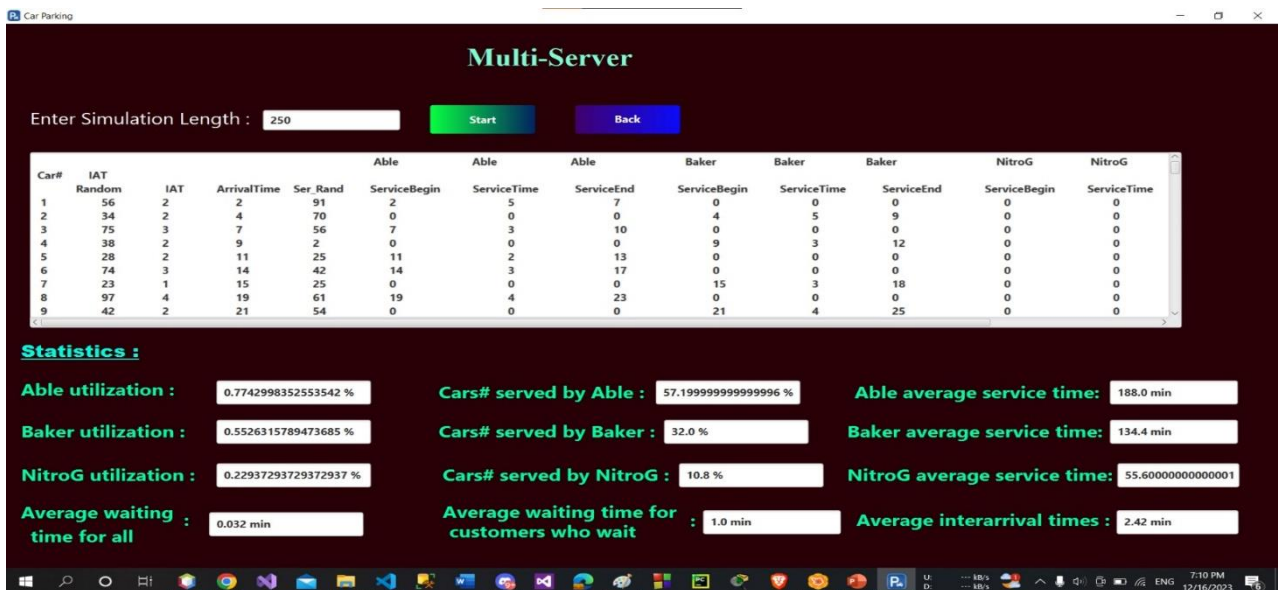 Car Parking
Multi-Server
Enter Simulation Length : 250 Start Back
Able Able Able Baker Baker Baker NitroG NitroG
Car# IAT
Random IAT ArrivalTime Ser_Rand ServiceBegin ServiceTime ServiceEnd ServiceBegin ServiceTime ServiceEnd ServiceBegin ServiceTime
1 56 2 2 91 2 5 7 0 0 0 0 0
2 34 2 4 70 0 0 0 4 5 9 0 0
3 75 3 7 56 7 3 10 0 0 0 0 0
4 38 2 9 2 0 0 0 9 3 12 0 0
5 28 2 11 25 11 2 13 0 0 0 0 0
6 74 3 14 42 14 3 17 0 0 0 0 0
7 23 1 15 25 0 0 0 15 3 18 0 0
8 97 4 19 61 19 4 23 0 0 0 0 0
9 42 2 21 54 0 0 0 21 4 25 0 0
Statistics :
Able utilization : 0.7742998352553542 % Cars# served by Able : 57.199999999999996 % Able average service time: 188.0 min
Baker utilization : 0.5526315789473685 % Cars# served by Baker : 32.0 % Baker average service time: 134.4 min
NitroG utilization : 0.22937293729372937 % Cars# served by NitroG : 10.8 % NitroG average service time: 55.60000000000001
Average waiting time for all : 0.032 min Average waiting time for customers who wait : 1.0 min Average interarrival times : 2.42 min
U: --- kB/s
D: --- kB/s
ENG
7:10 PM
12/16/2023